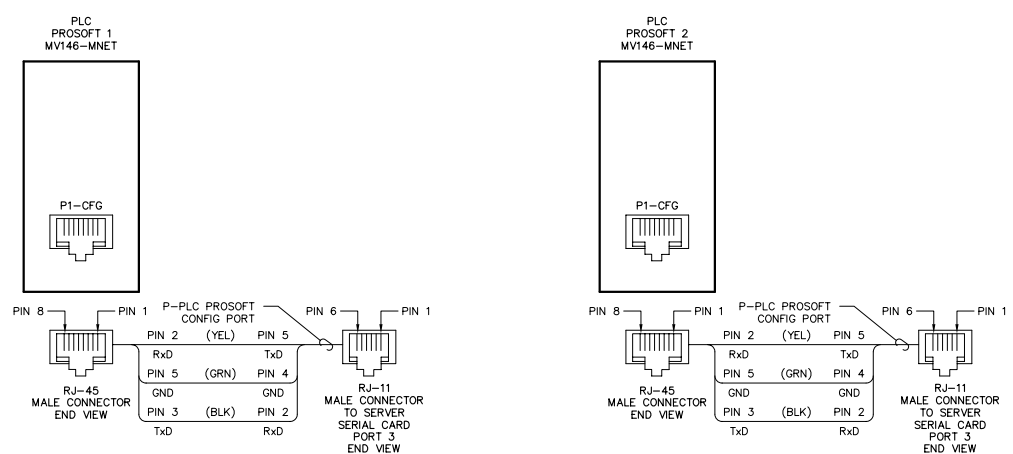 PLC
PROSOFT 1
MV146-MNET
P1-CFG
PIN 8
PIN 1
P-PLC PROSOFT
CONFIG PORT
PIN 6
PIN 1
PIN 2 (YEL) PIN 5
RxD TxD
PIN 5 (GRN) PIN 4
GND GND
PIN 3 (BLK) PIN 2
TxD RxD
RJ-45
MALE CONNECTOR
END VIEW
RJ-11
MALE CONNECTOR
TO SERVER
SERIAL CARD
PORT 3
END VIEW
PLC
PROSOFT 2
MV146-MNET
P1-CFG
PIN 8
PIN 1
P-PLC PROSOFT
CONFIG PORT
PIN 6
PIN 1
PIN 2 (YEL) PIN 5
RxD TxD
PIN 5 (GRN) PIN 4
GND GND
PIN 3 (BLK) PIN 2
TxD RxD
RJ-45
MALE CONNECTOR
END VIEW
RJ-11
MALE CONNECTOR
TO SERVER
SERIAL CARD
PORT 3
END VIEW